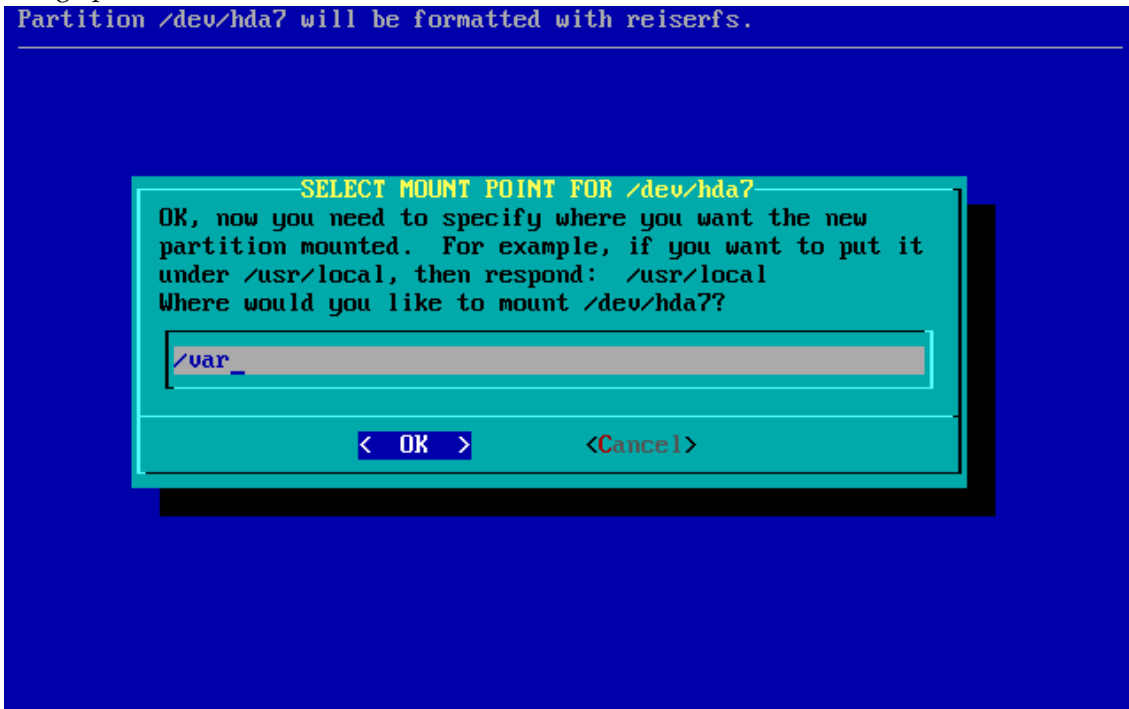 Partition /dev/hda7 will be formatted with reiserfs.
SELECT MOUNT POINT FOR /dev/hda7
OK, now you need to specify where you want the new
partition mounted.  For example, if you want to put it
under /usr/local, then respond:  /usr/local
Where would you like to mount /dev/hda7?
/var_
<  OK  >  <Cancel>